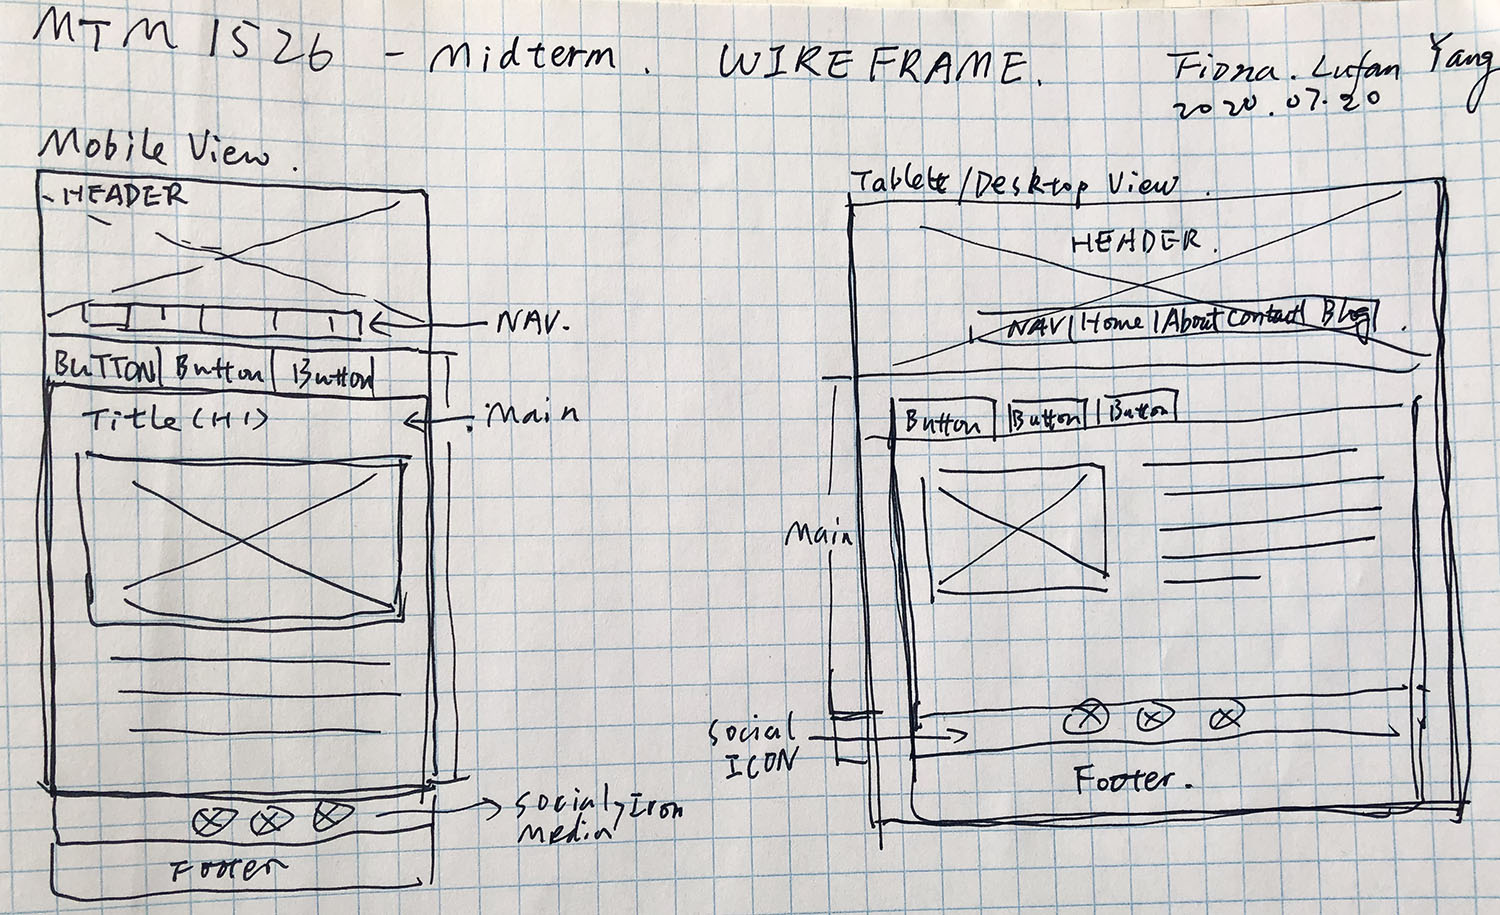 MTM 1526 - Midterm. WIREFRAME.
Fiona. Lufan Yang
2020.07.20
Mobile View.
HEADER
NAV.
BUTTON Button Button
Title (H1)
Main
Social Icon
Media
Footer
Tablete/Desktop View.
HEADER.
NAV Home About Contact Blog
Button Button Button
Main
Social
ICON
Footer.